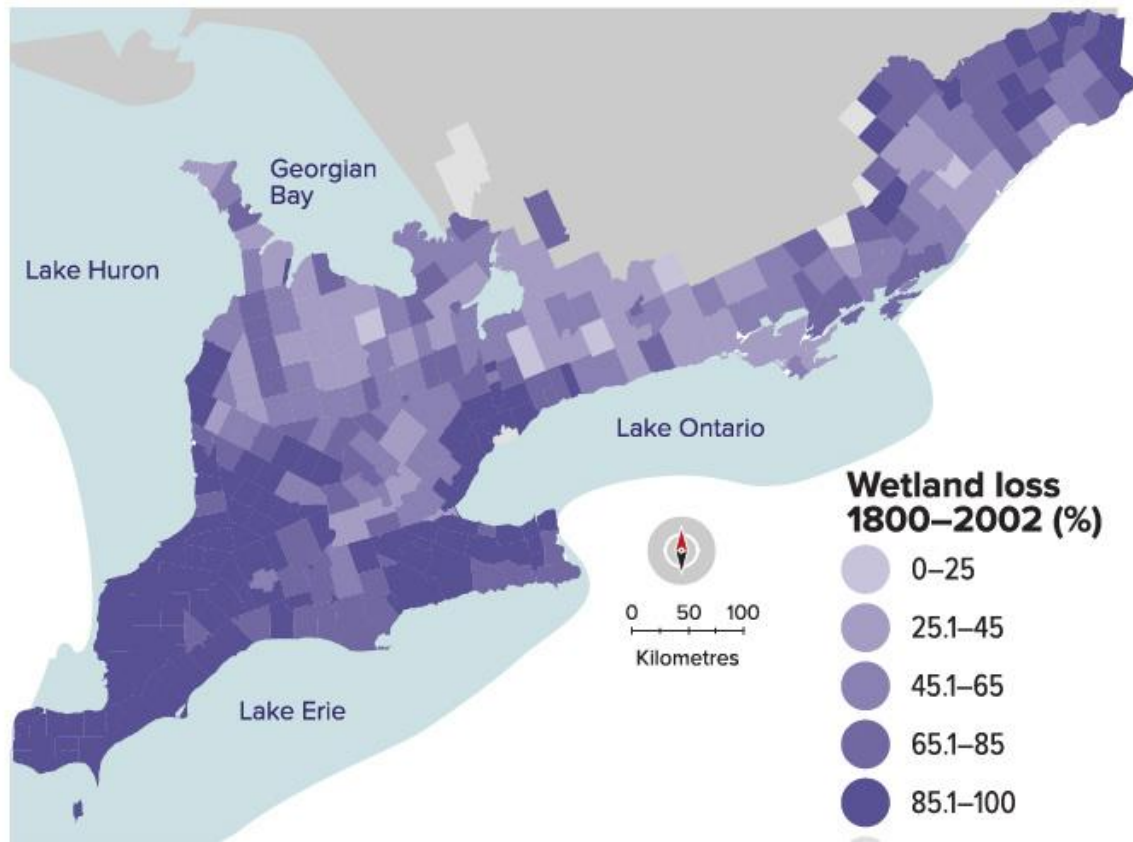 Georgian
Bay
Lake Huron
Lake Ontario
Lake Erie
Wetland loss
1800–2002 (%)
0–25
25.1–45
45.1–65
65.1–85
85.1–100
0 50 100
Kilometres